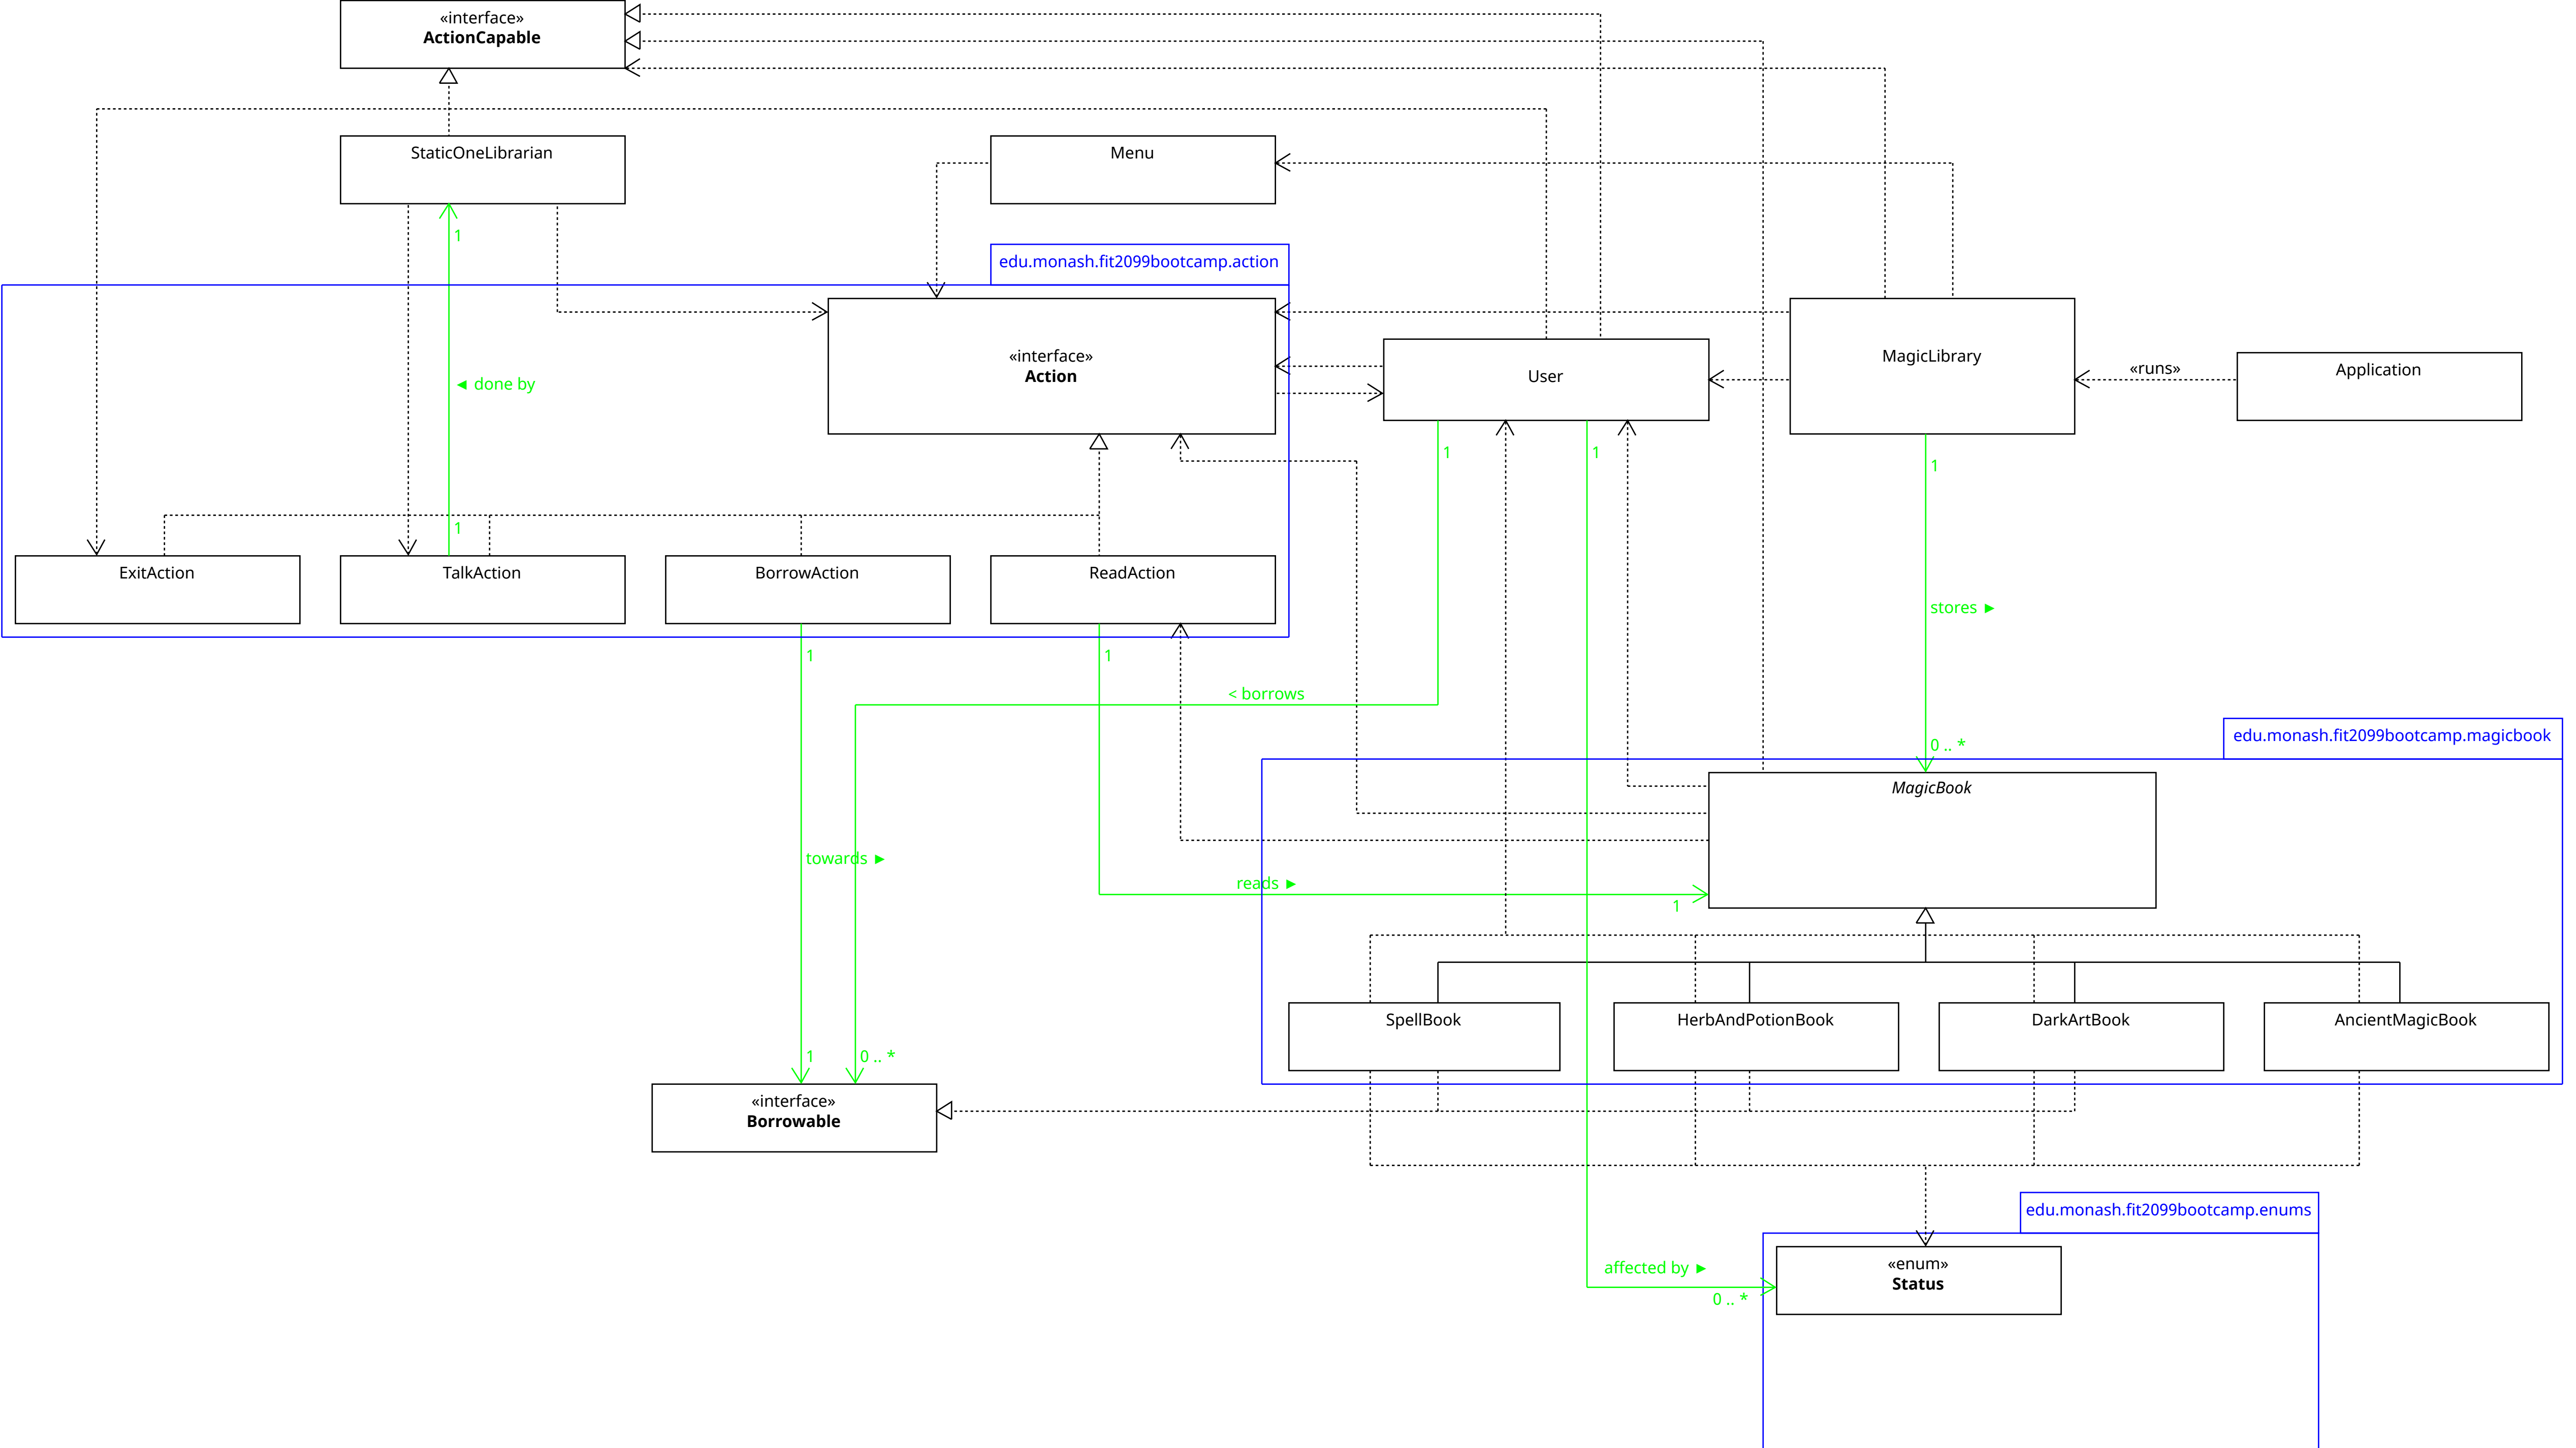 «interface»
ActionCapable
StaticOneLibrarian
Menu
1
edu.monash.fit2099bootcamp.action
«interface»
Action
User
MagicLibrary
«runs»
Application
◄ done by
1
1
1
1
ExitAction
TalkAction
BorrowAction
ReadAction
stores ►
1
1
< borrows
edu.monash.fit2099bootcamp.magicbook
0 .. *
MagicBook
towards ►
reads ►
1
SpellBook
HerbAndPotionBook
DarkArtBook
AncientMagicBook
1
0 .. *
«interface»
Borrowable
edu.monash.fit2099bootcamp.enums
affected by ►
0 .. *
«enum»
Status